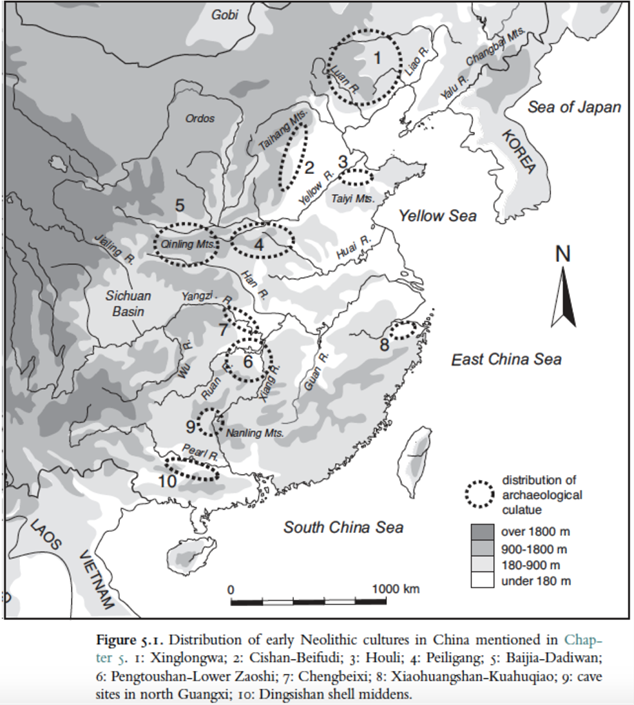 Gobi
1
Luan R.
Liao R.
Changbai Mts.
Yalu R.
Sea of Japan
Ordos
Taihang Mts.
KOREA
2
3
Yellow R.
Taiyi Mts.
5
Yellow Sea
Qinling Mts.
4
Jialing R.
Huai R.
N
Han R.
Sichuan
Basin
Yangzi R.
7
8
Wu R.
6
East China Sea
Ruan
Xiang R.
Guan R.
9
Nanling Mts.
Pearl R.
10
distribution of
archaeological
culatue
LAOS
South China Sea
over 1800 m
900-1800 m
180-900 m
under 180 m
VIETNAM
0
1000 km
Figure 5.1. Distribution of early Neolithic cultures in China mentioned in Chap-
ter 5. 1: Xinglongwa; 2: Cishan-Beifudi; 3: Houli; 4: Peiligang; 5: Baijia-Dadiwan;
6: Pengtoushan-Lower Zaoshi; 7: Chengbeixi; 8: Xiaohuangshan-Kuahuqiao; 9: cave
sites in north Guangxi; 10: Dingsishan shell middens.